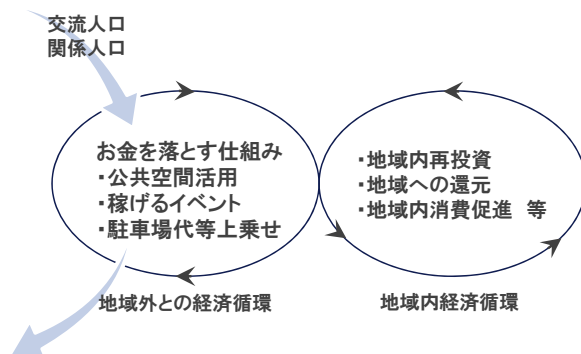 交流人口
関係人口
お金を落とす仕組み
・公共空間活用
・稼げるイベント
・駐車場代等上乗せ
・地域内再投資
・地域への還元
・地域内消費促進　等
地域外との経済循環
地域内経済循環